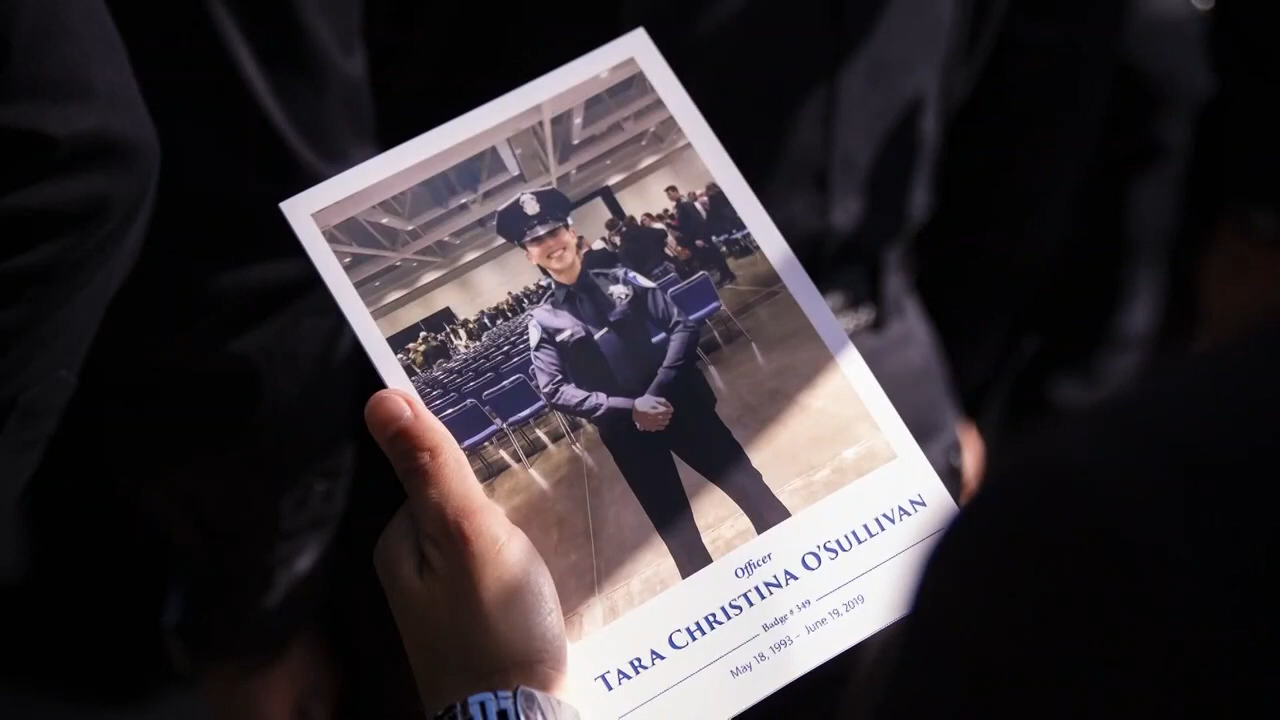 Officer
TARA CHRISTINA O'SULLIVAN
Badge # 349
May 18, 1993 – June 19, 2019